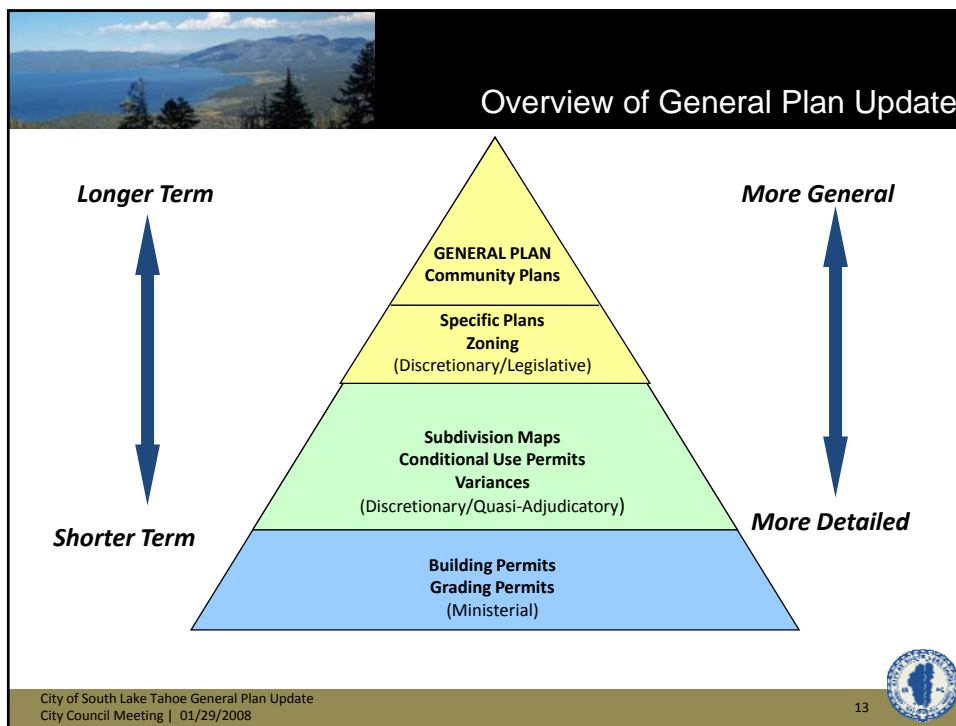 Overview of General Plan Update
Longer Term
More General
GENERAL PLAN
Community Plans
Specific Plans
Zoning
(Discretionary/Legislative)
Subdivision Maps
Conditional Use Permits
Variances
(Discretionary/Quasi-Adjudicatory)
Shorter Term
More Detailed
Building Permits
Grading Permits
(Ministerial)
City of South Lake Tahoe General Plan Update
City Council Meeting | 01/29/2008
13